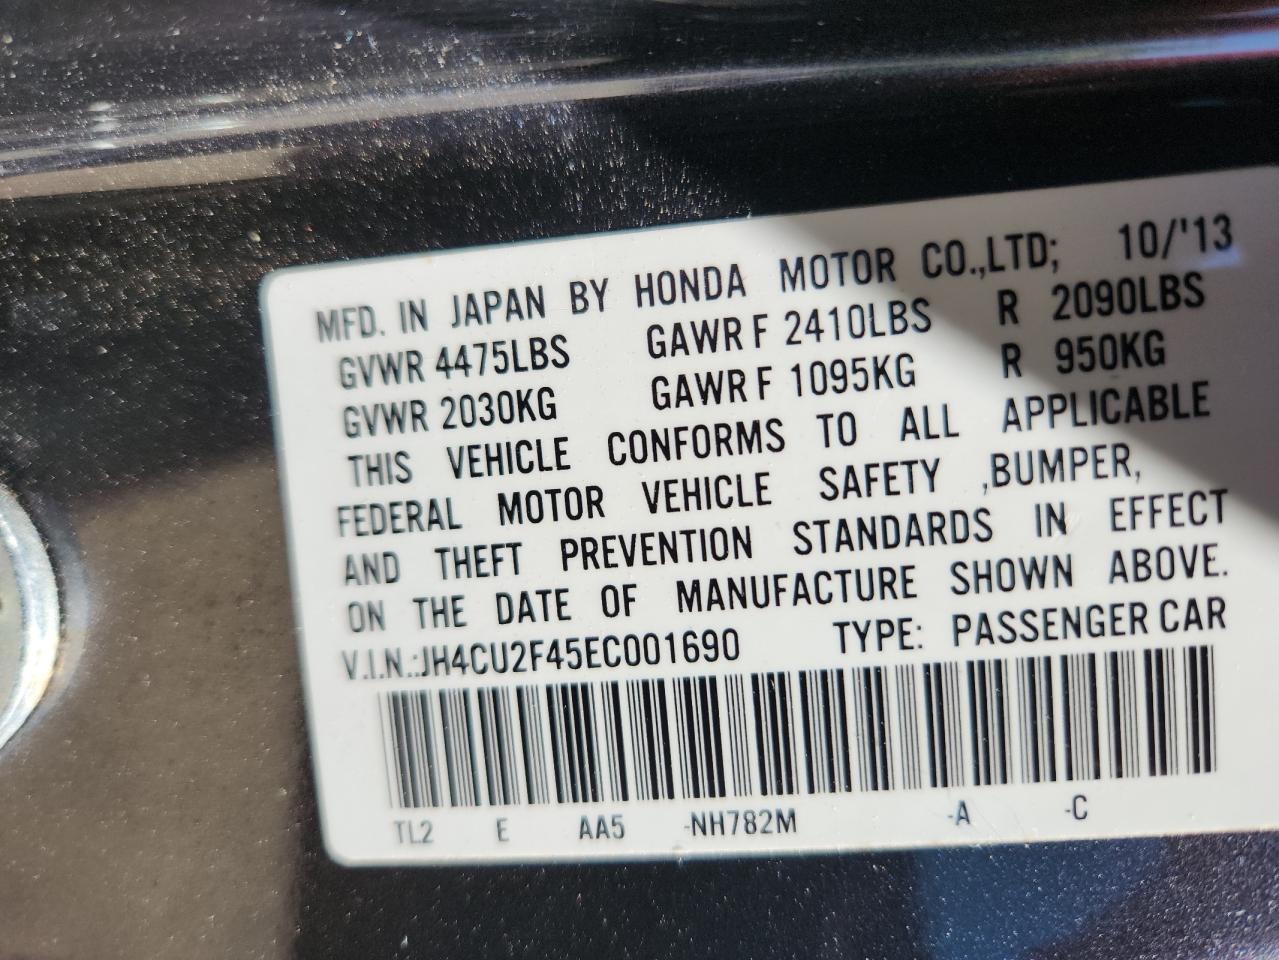 MFD. IN JAPAN BY HONDA MOTOR CO.,LTD; 10/'13
GVWR 4475LBS GAWR F 2410LBS R 2090LBS
GVWR 2030KG GAWR F 1095KG R 950KG
THIS VEHICLE CONFORMS TO ALL APPLICABLE
FEDERAL MOTOR VEHICLE SAFETY ,BUMPER,
AND THEFT PREVENTION STANDARDS IN EFFECT
ON THE DATE OF MANUFACTURE SHOWN ABOVE.
V.I.N.:JH4CU2F45EC001690 TYPE: PASSENGER CAR
TL2 E AA5 -NH782M -A -C